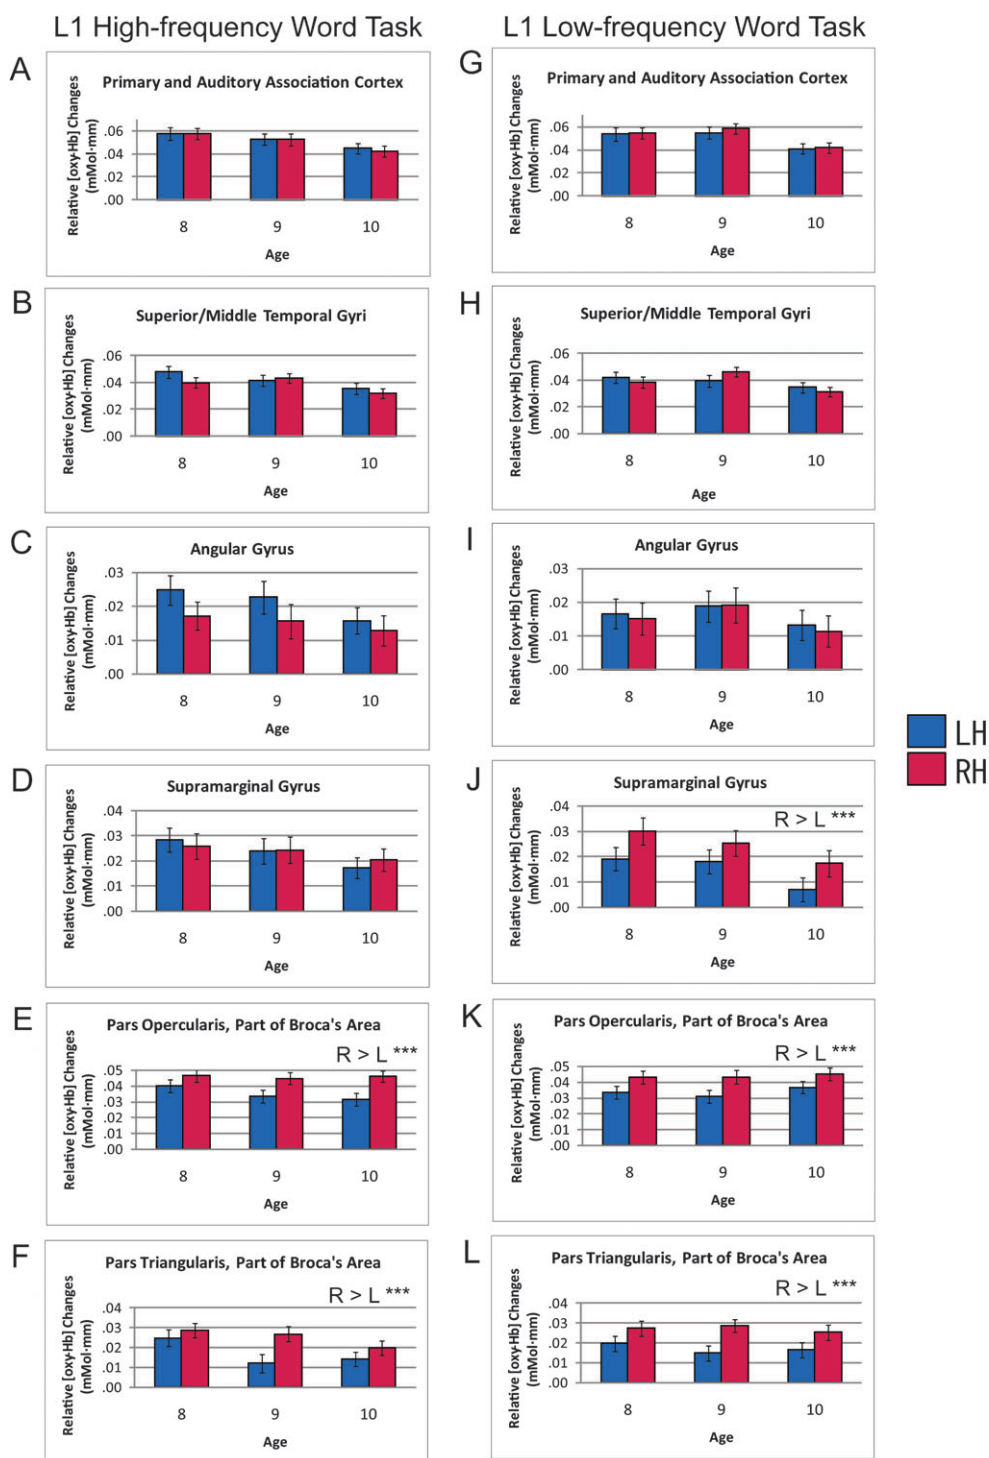 L1 High-frequency Word Task
L1 Low-frequency Word Task
A
Primary and Auditory Association Cortex
Relative [oxy-Hb] Changes
(mMol·mm)
.06
.04
.02
.00
8 9 10
Age
G
Primary and Auditory Association Cortex
Relative [oxy-Hb] Changes
(mMol·mm)
.06
.04
.02
.00
8 9 10
Age
B
Superior/Middle Temporal Gyri
Relative [oxy-Hb] Changes
(mMol·mm)
.06
.04
.02
.00
8 9 10
Age
H
Superior/Middle Temporal Gyri
Relative [oxy-Hb] Changes
(mMol·mm)
.06
.04
.02
.00
8 9 10
Age
C
Angular Gyrus
Relative [oxy-Hb] Changes
(mMol·mm)
.03
.02
.01
.00
8 9 10
Age
I
Angular Gyrus
Relative [oxy-Hb] Changes
(mMol·mm)
.03
.02
.01
.00
8 9 10
Age
LH
RH
D
Supramarginal Gyrus
Relative [oxy-Hb] Changes
(mMol·mm)
.04
.03
.02
.01
.00
8 9 10
Age
J
Supramarginal Gyrus
R > L ***
Relative [oxy-Hb] Changes
(mMol·mm)
.04
.03
.02
.01
.00
8 9 10
Age
E
Pars Opercularis, Part of Broca's Area
R > L ***
Relative [oxy-Hb] Changes
(mMol·mm)
.05
.04
.03
.02
.01
.00
8 9 10
Age
K
Pars Opercularis, Part of Broca's Area
R > L ***
Relative [oxy-Hb] Changes
(mMol·mm)
.05
.04
.03
.02
.01
.00
8 9 10
Age
F
Pars Triangularis, Part of Broca's Area
R > L ***
Relative [oxy-Hb] Changes
(mMol·mm)
.04
.03
.02
.01
.00
8 9 10
Age
L
Pars Triangularis, Part of Broca's Area
R > L ***
Relative [oxy-Hb] Changes
(mMol·mm)
.04
.03
.02
.01
.00
8 9 10
Age